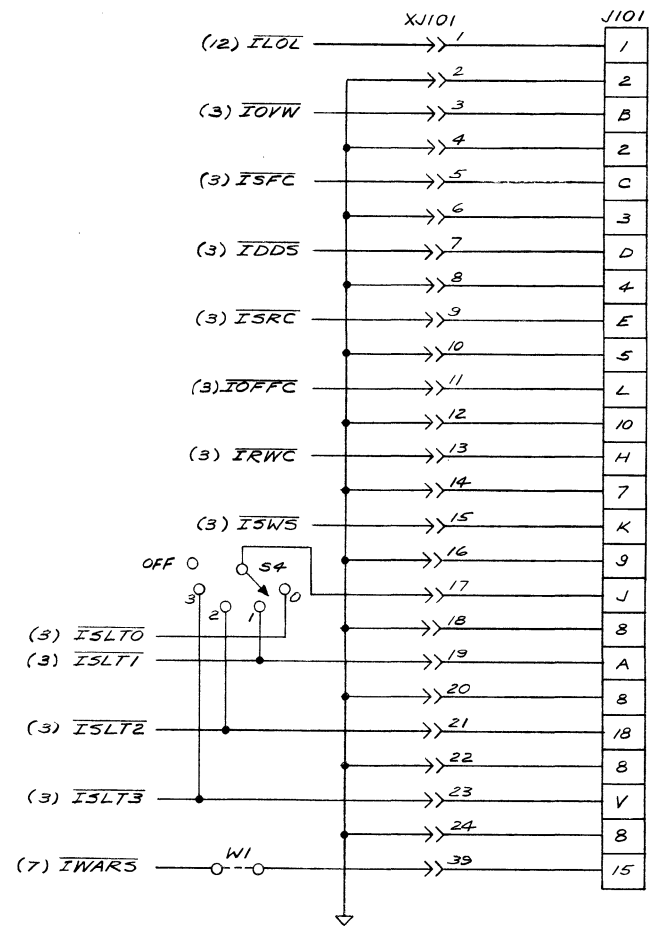 XJ101 J101
(12) ILOL 1 1
2 2
(3) IOVW 3 B
4 2
(3) ISFC 5 C
6 3
(3) IDDS 7 D
8 4
(3) ISRC 9 E
10 5
(3) IOFFC 11 L
12 10
(3) IRWC 13 H
14 7
(3) ISWS 15 K
16 9
OFF S4
17 J
3 2 1 0
18 8
(3) ISLT0
(3) ISLT1 19 A
20 8
(3) ISLT2 21 18
22 8
(3) ISLT3 23 V
24 8
(7) IWARS W1 39 15